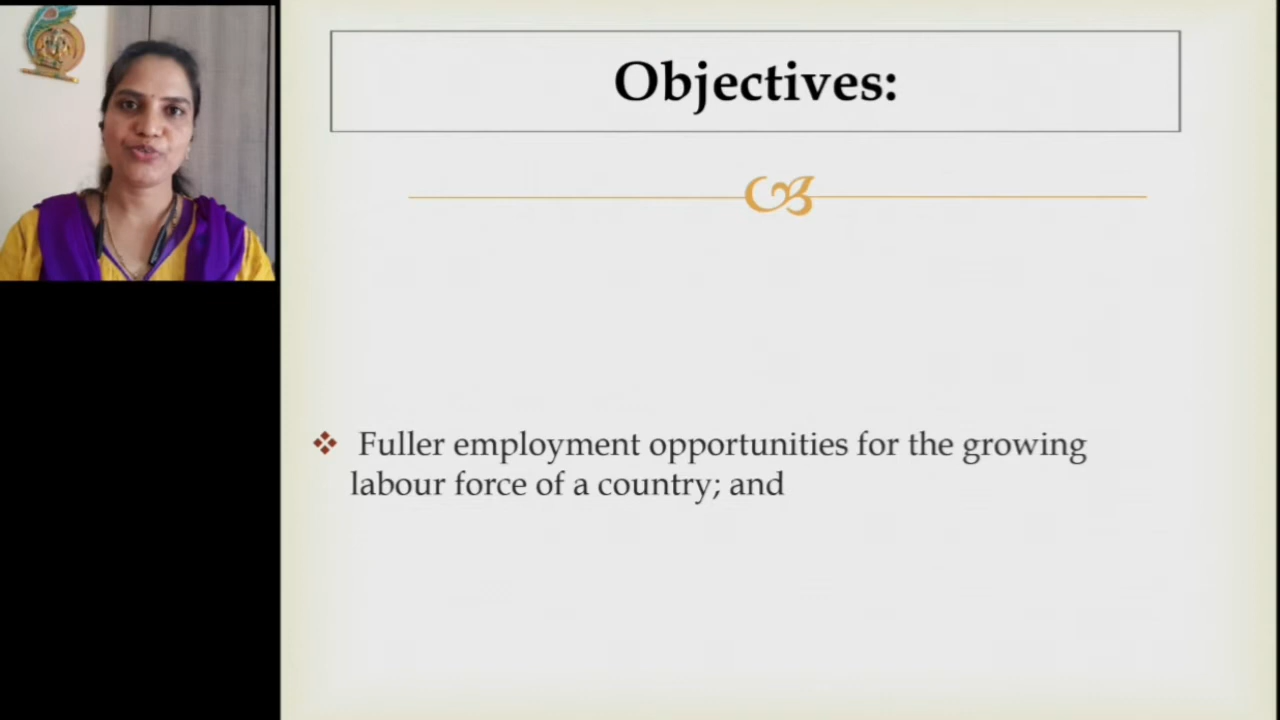 Objectives:
Fuller employment opportunities for the growing
labour force of a country; and